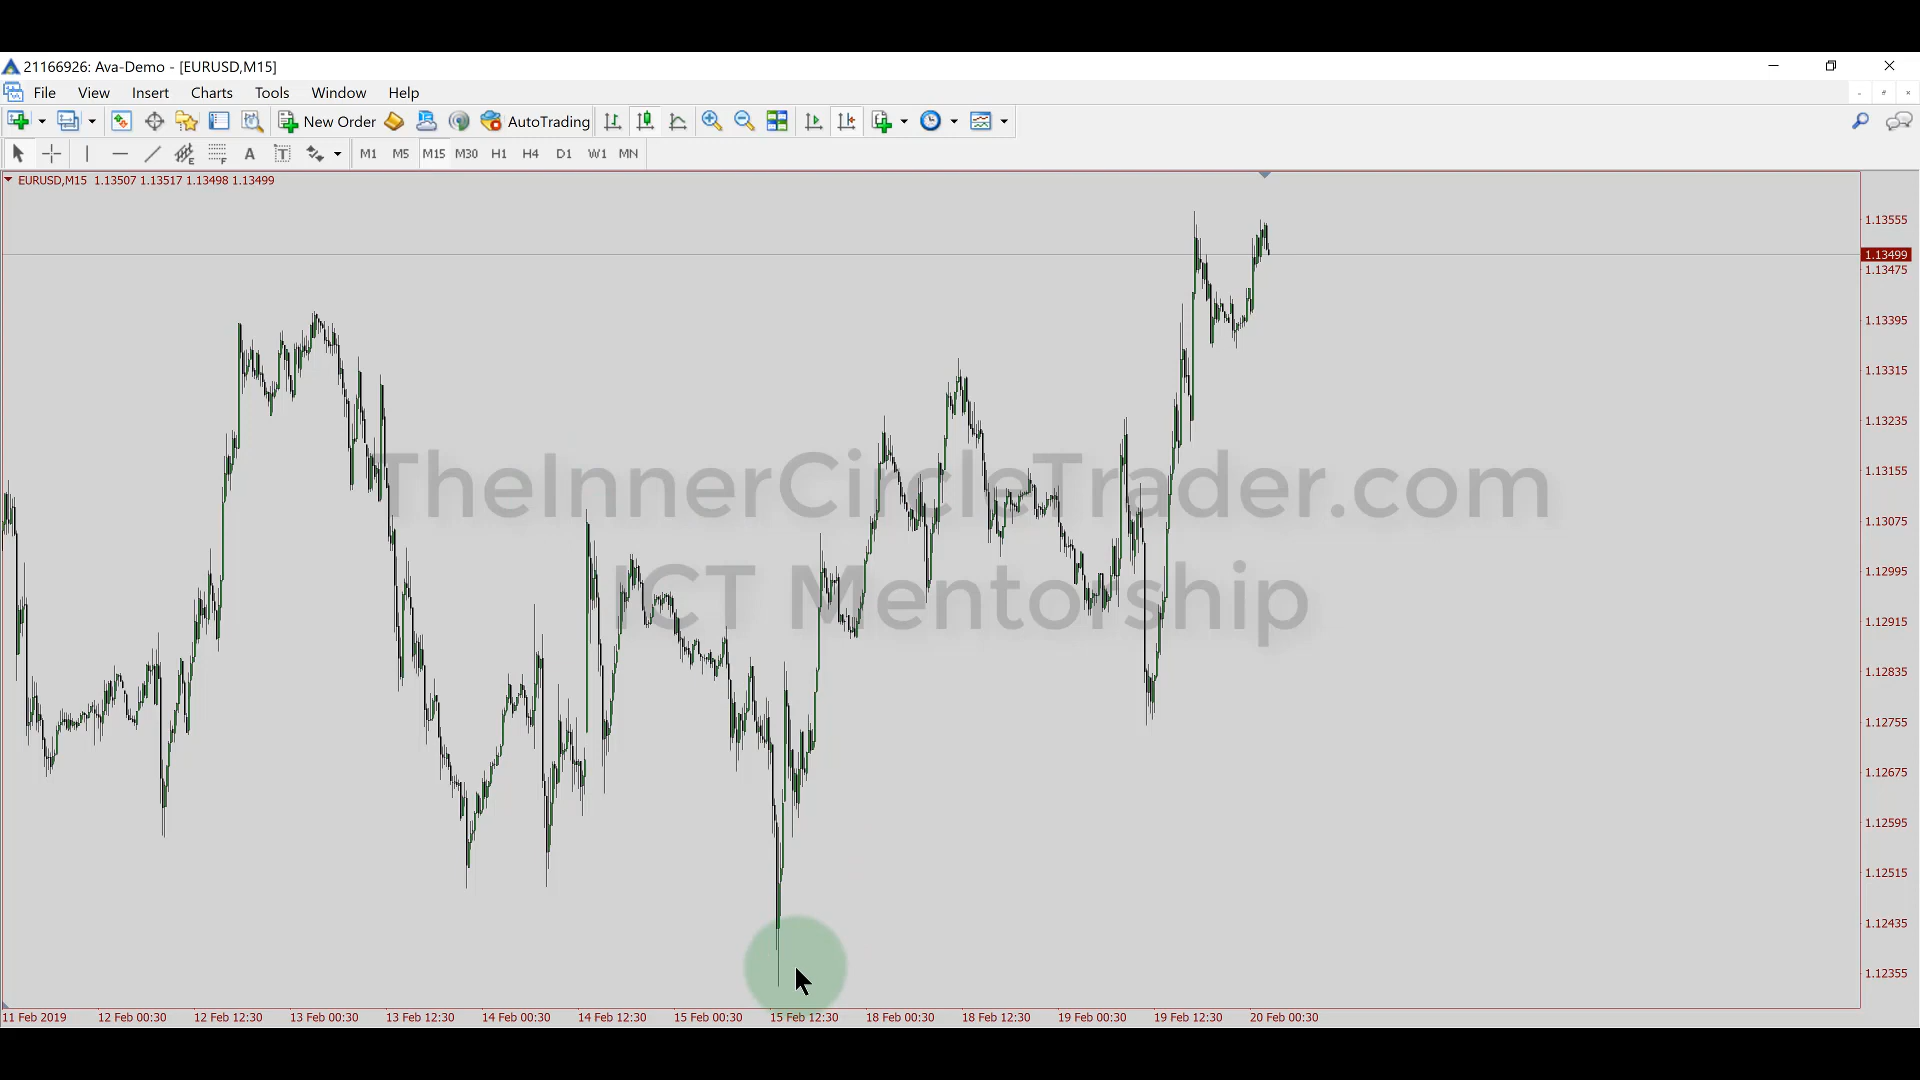 21166926: Ava-Demo - [EURUSD,M15]
File View Insert Charts Tools Window Help
New Order AutoTrading
A T M1 M5 M15 M30 H1 H4 D1 W1 MN
EURUSD,M15 1.13507 1.13517 1.13498 1.13499
1.13555
1.13499
1.13475
1.13395
1.13315
1.13235
1.13155
TheInnerCircleTrader.com
1.13075
1.12995
ICT Mentorship
1.12915
1.12835
1.12755
1.12675
1.12595
1.12515
1.12435
1.12355
11 Feb 2019 12 Feb 00:30 12 Feb 12:30 13 Feb 00:30 13 Feb 12:30 14 Feb 00:30 14 Feb 12:30 15 Feb 00:30 15 Feb 12:30 18 Feb 00:30 18 Feb 12:30 19 Feb 00:30 19 Feb 12:30 20 Feb 00:30